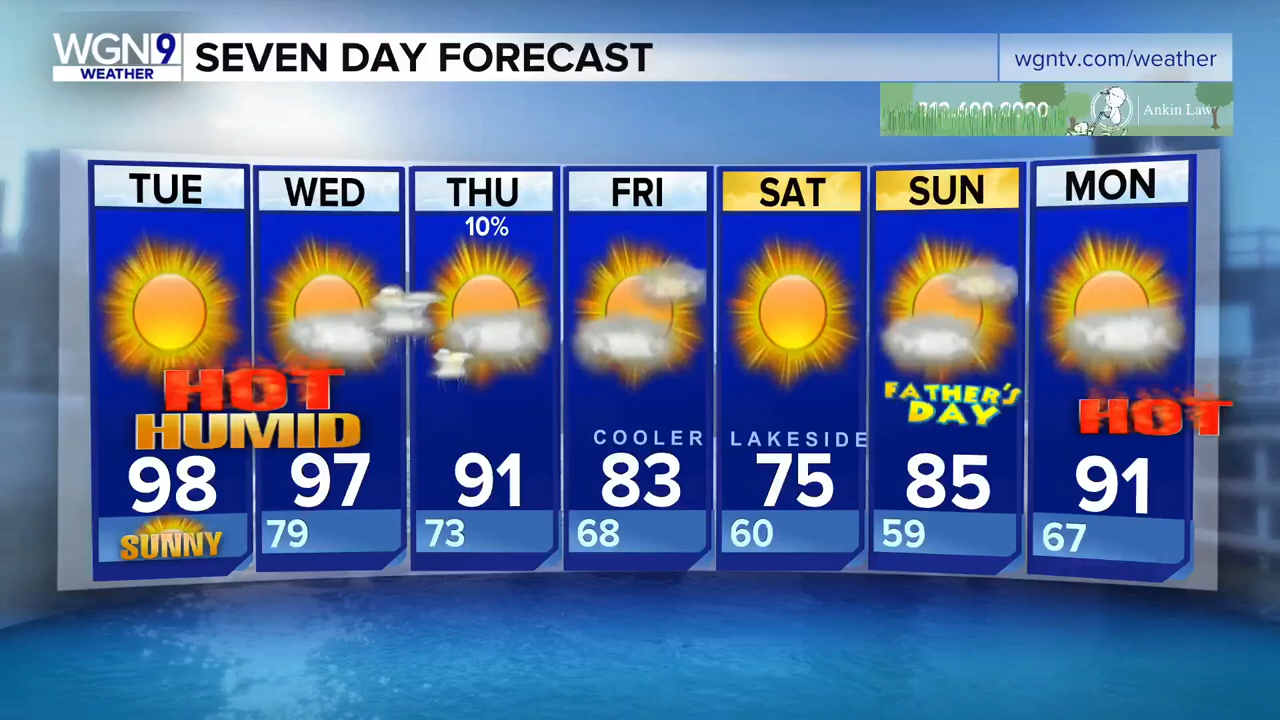 WGN 9
WEATHER
SEVEN DAY FORECAST
wgntv.com/weather
Ankin Law
TUE
WED
THU
FRI
SAT
SUN
MON
10%
HOT
HUMID
FATHER'S
DAY
HOT
COOLER
LAKESIDE
98
97
91
83
75
85
91
SUNNY
79
73
68
60
59
67